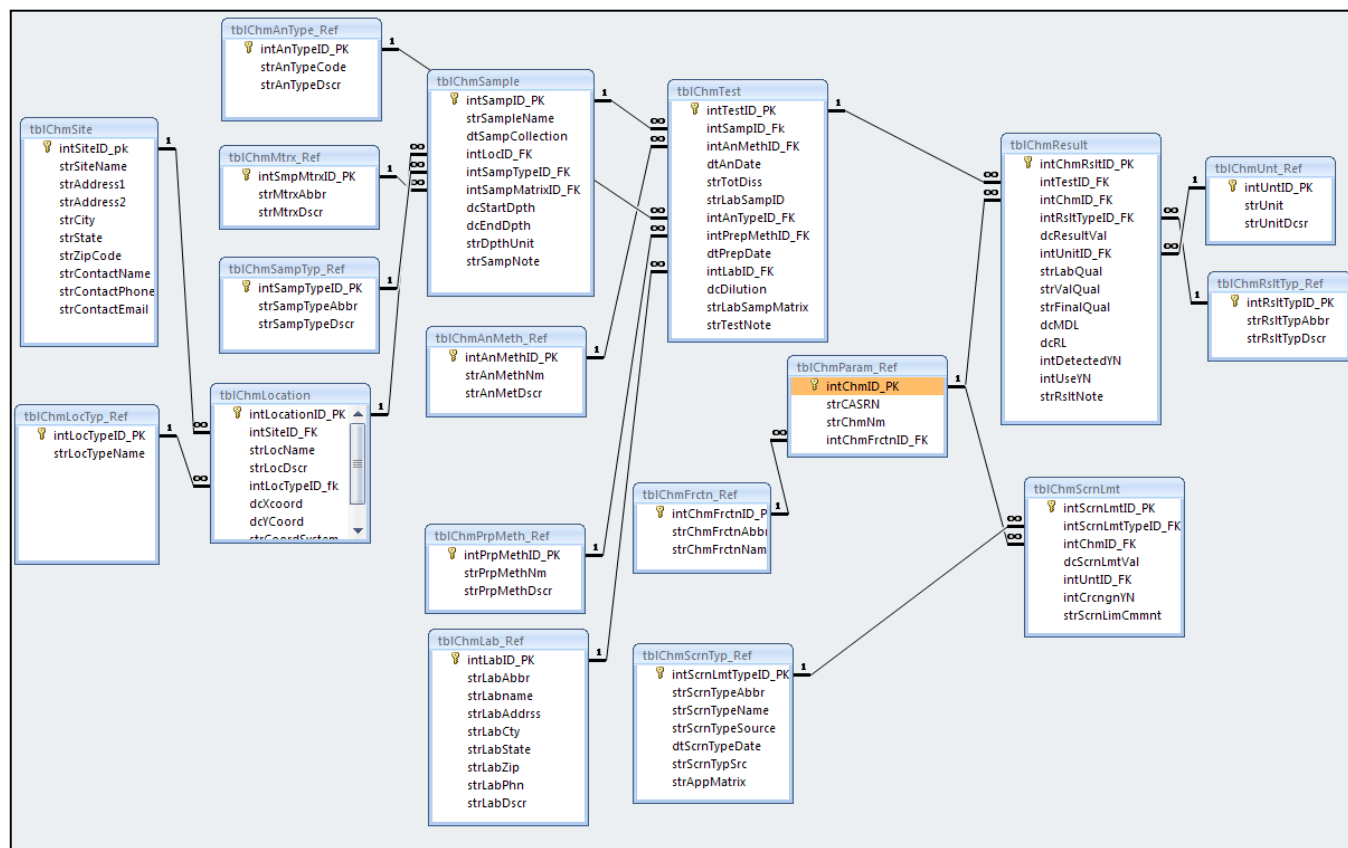 tblChmAnType_Ref
intAnTypeID_PK
strAnTypeCode
strAnTypeDscr
tblChmSite
intSiteID_pk
strSiteName
strAddress1
strAddress2
strCity
strState
strZipCode
strContactName
strContactPhone
strContactEmail
tblChmMtrx_Ref
intSmpMtrxID_PK
strMtrxAbbr
strMtrxDscr
tblChmSampTyp_Ref
intSampTypeID_PK
strSampTypeAbbr
strSampTypeDscr
tblChmLocTyp_Ref
intLocTypeID_PK
strLocTypeName
tblChmLocation
intLocationID_PK
intSiteID_FK
strLocName
strLocDscr
intLocTypeID_fk
dcXcoord
dcYCoord
strCoordSystem
tblChmSample
intSampID_PK
strSampleName
dtSampCollection
intLocID_FK
intSampTypeID_FK
intSampMatrixID_FK
dcStartDpth
dcEndDpth
strDpthUnit
strSampNote
tblChmAnMeth_Ref
intAnMethID_PK
strAnMethNm
strAnMetDscr
tblChmPrpMeth_Ref
intPrpMethID_PK
strPrpMethNm
strPrpMethDscr
tblChmLab_Ref
intLabID_PK
strLabAbbr
strLabname
strLabAddrss
strLabCty
strLabState
strLabZip
strLabPhn
strLabDscr
tblChmTest
intTestID_PK
intSampID_Fk
intAnMethID_FK
dtAnDate
strTotDiss
strLabSampID
intAnTypeID_FK
intPrepMethID_FK
dtPrepDate
intLabID_FK
dcDilution
strLabSampMatrix
strTestNote
tblChmParam_Ref
intChmID_PK
strCASRN
strChmNm
intChmFrctnID_FK
tblChmFrctn_Ref
intChmFrctnID_P
strChmFrctnAbbr
strChmFrctnNam
tblChmScrnTyp_Ref
intScrnLmtTypeID_PK
strScrnTypeAbbr
strScrnTypeName
strScrnTypeSource
dtScrnTypeDate
strScrnTypSrc
strAppMatrix
tblChmResult
intChmRsltID_PK
intTestID_FK
intChmID_FK
intRsltTypeID_FK
dcResultVal
intUnitID_FK
strLabQual
strValQual
strFinalQual
dcMDL
dcRL
intDetectedYN
intUseYN
strRsltNote
tblChmUnt_Ref
intUntID_PK
strUnit
strUnitDcsr
tblChmRsltTyp_Ref
intRsltTypID_PK
strRsltTypAbbr
strRsltTypDscr
tblChmScrnLmt
intScrnLmtID_PK
intScrnLmtTypeID_FK
intChmID_FK
dcScrnLmtVal
intUntID_FK
intCrcngnYN
strScrnLimCmmnt